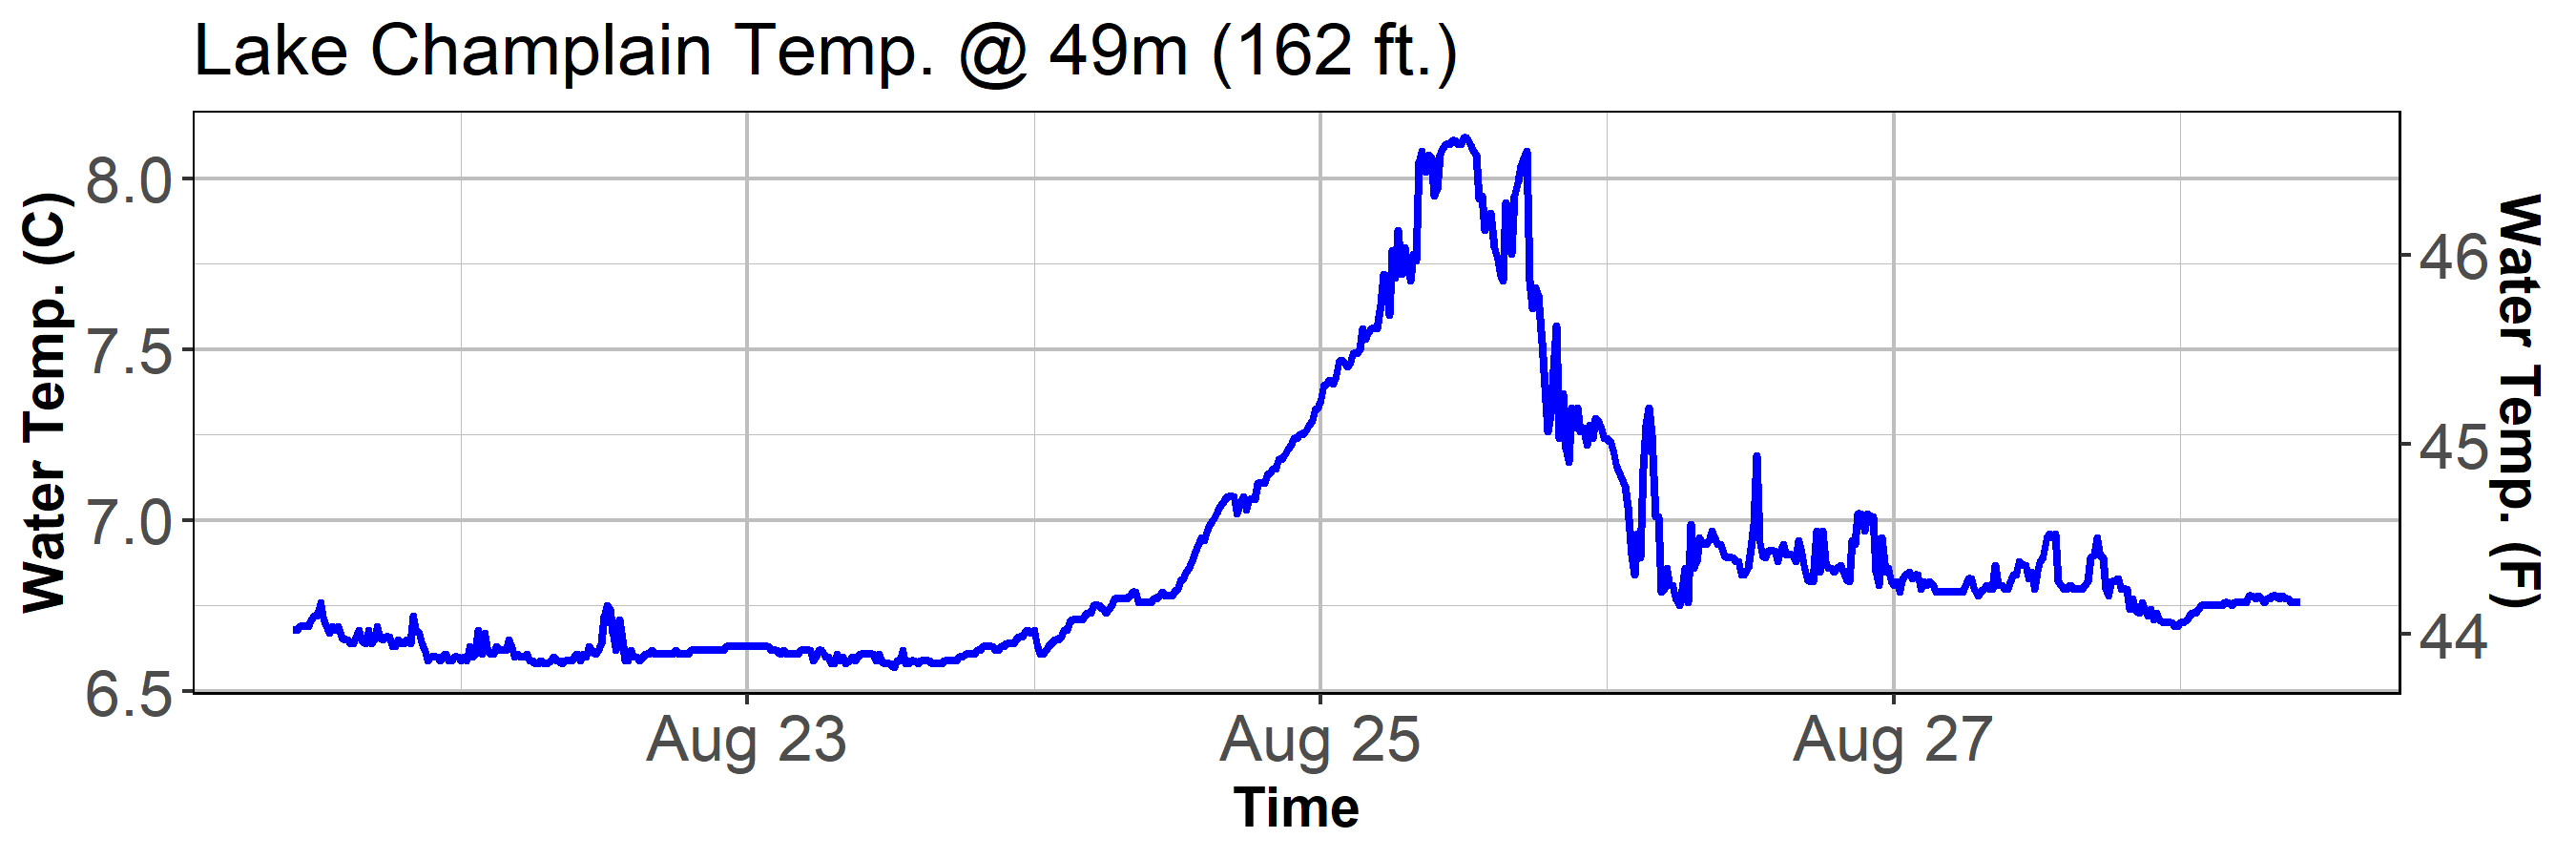 Lake Champlain Temp. @ 49m (162 ft.)
Water Temp. (C)
8.0
7.5
7.0
6.5
46
45
44
Water Temp. (F)
Aug 23
Aug 25
Aug 27
Time